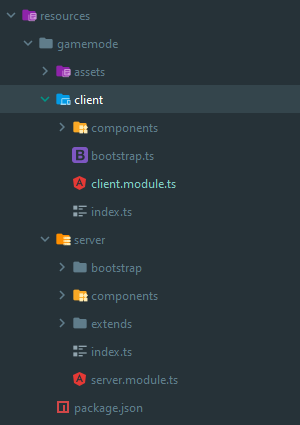 resources
gamemode
assets
client
components
bootstrap.ts
client.module.ts
index.ts
server
bootstrap
components
extends
index.ts
server.module.ts
package.json